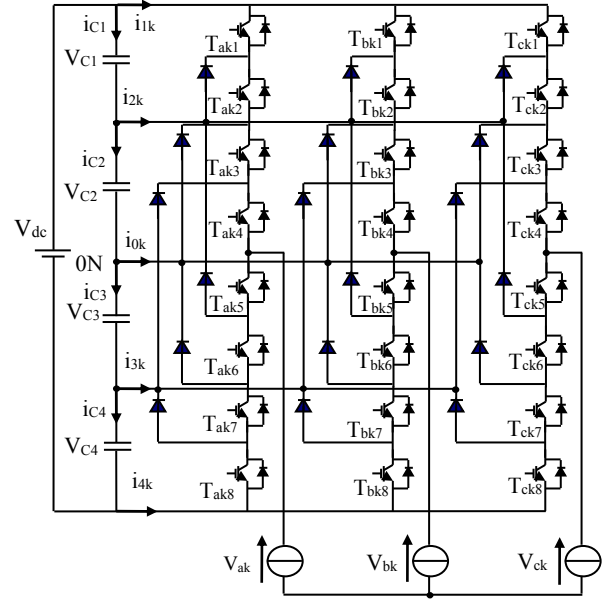 iC1 i1k
Tak1 Tbk1 Tck1
VC1
i2k Tak2 Tbk2 Tck2
iC2
Tak3 Tbk3 Tck3
VC2
Vdc Tak4 Tbk4 Tck4
i0k
0N
iC3 Tak5 Tbk5 Tck5
VC3
i3k Tak6 Tbk6 Tck6
iC4
Tak7 Tbk7 Tck7
VC4
i4k Tak8 Tbk8 Tck8
Vak Vbk Vck